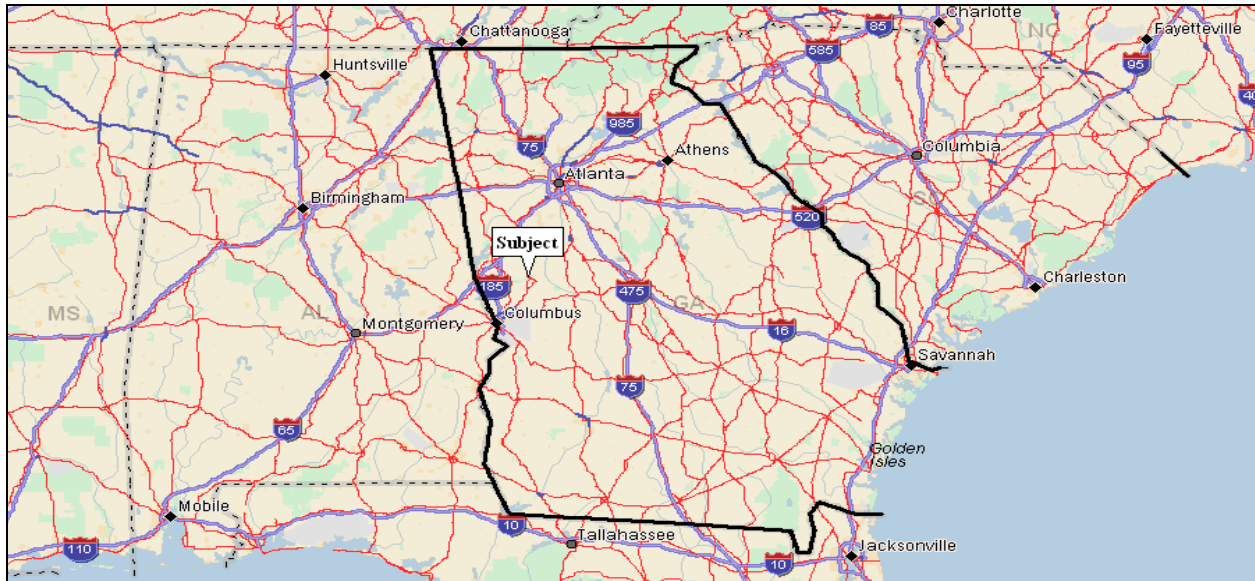 Charlotte
85
NC
Chattanooga
Fayetteville
585
95
Huntsville
40
985
75
Athens
Columbia
Atlanta
Birmingham
SC
520
Subject
Charleston
185
475
GA
MS
AL
Columbus
Montgomery
16
Savannah
75
65
Golden
Isles
Mobile
10
Tallahassee
110
10
Jacksonville